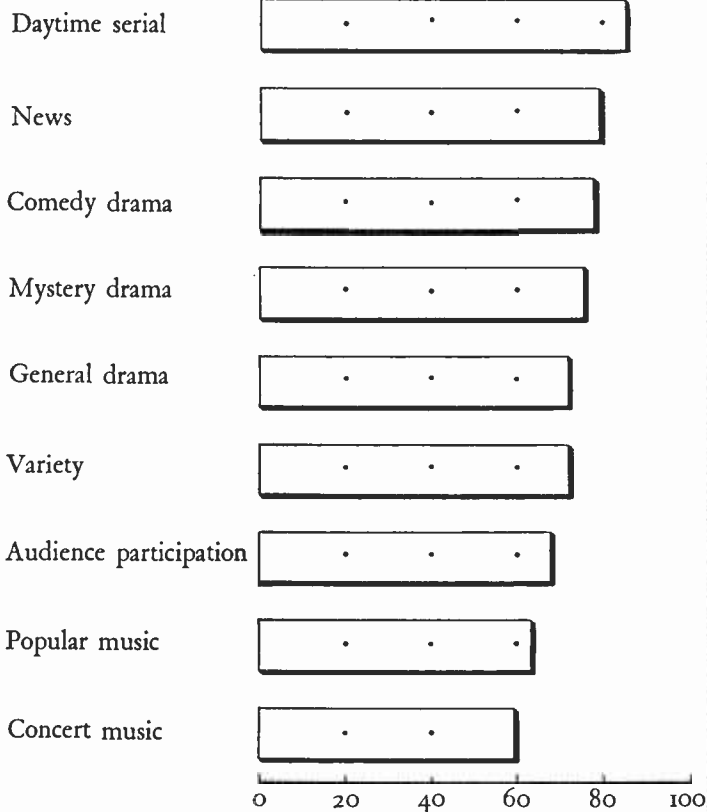 Daytime serial
News
Comedy drama
Mystery drama
General drama
Variety
Audience participation
Popular music
Concert music
0 20 40 60 80 100